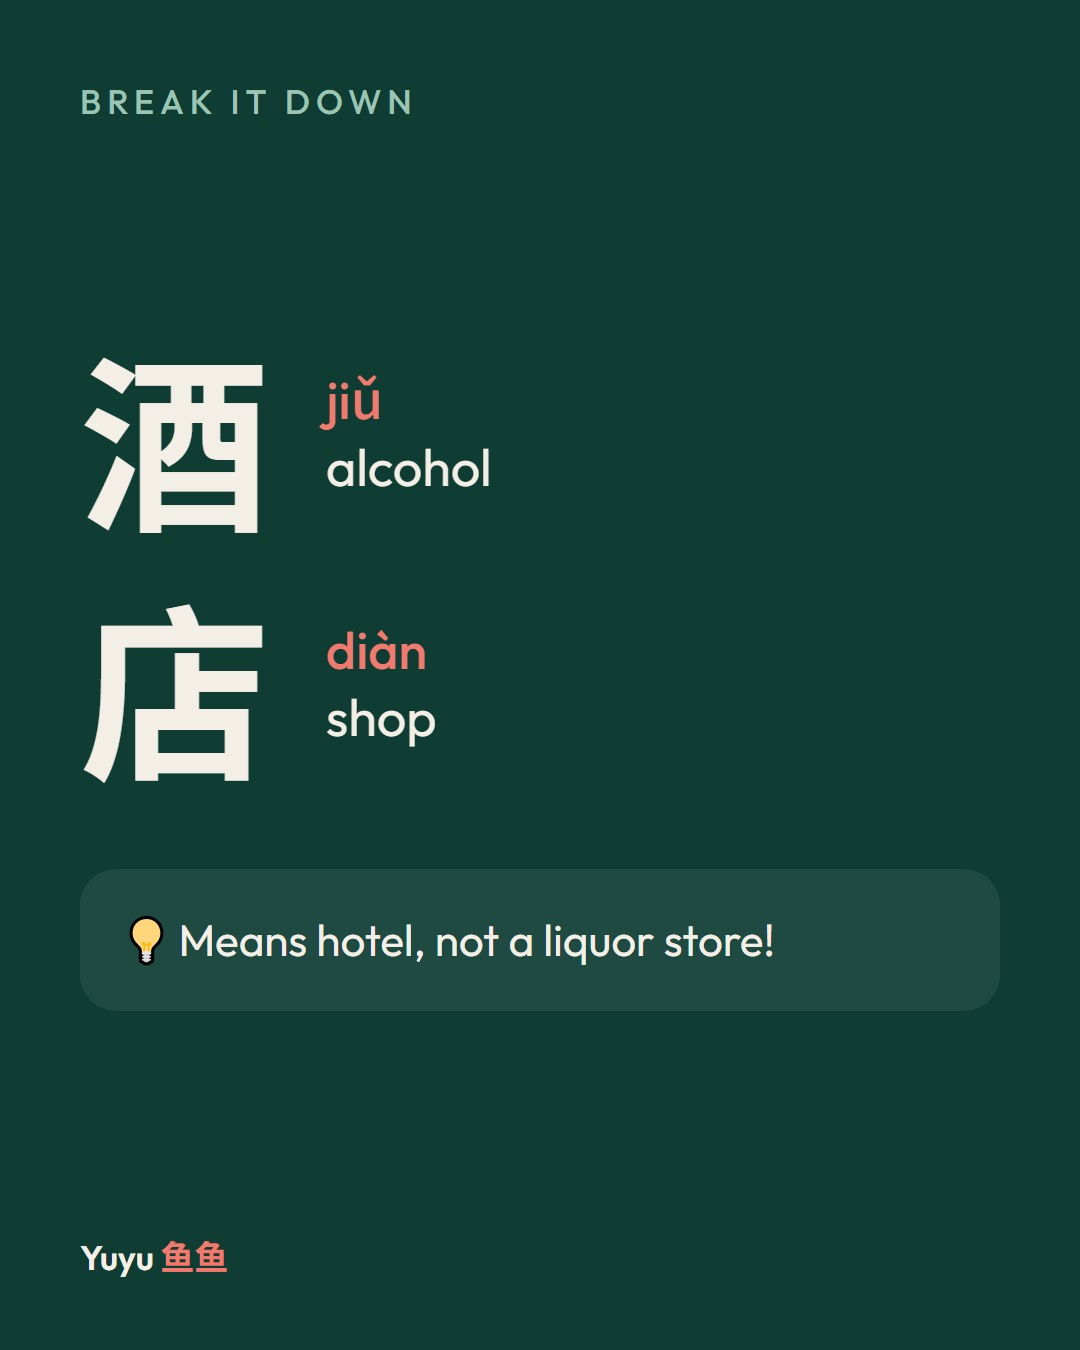 BREAK IT DOWN
酒
jiǔ
alcohol
店
diàn
shop
💡 Means hotel, not a liquor store!
Yuyu 鱼鱼